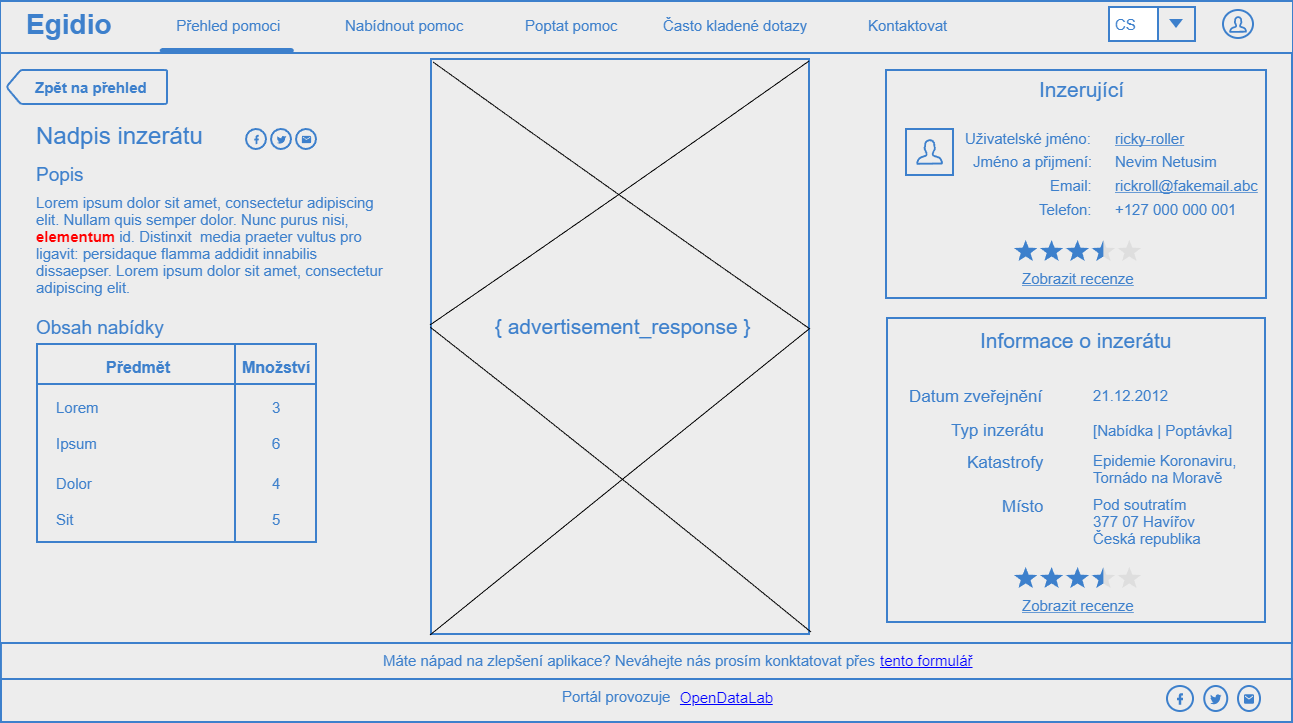 Egidio
Přehled pomoci
Nabídnout pomoc
Poptat pomoc
Často kladené dotazy
Kontaktovat
CS
Zpět na přehled
Nadpis inzerátu
Popis
Lorem ipsum dolor sit amet, consectetur adipiscing
elit. Nullam quis semper dolor. Nunc purus nisi,
elementum id. Distinxit media praeter vultus pro
ligavit: persidaque flamma addidit innabilis
dissaepser. Lorem ipsum dolor sit amet, consectetur
adipiscing elit.
Obsah nabídky
Předmět Množství
Lorem 3
Ipsum 6
Dolor 4
Sit 5
{ advertisement_response }
Inzerující
Uživatelské jméno: ricky-roller
Jméno a přijmení: Nevim Netusim
Email: rickroll@fakemail.abc
Telefon: +127 000 000 001
Zobrazit recenze
Informace o inzerátu
Datum zveřejnění 21.12.2012
Typ inzerátu [Nabídka | Poptávka]
Katastrofy Epidemie Koronaviru,
Tornádo na Moravě
Místo Pod soutratím
377 07 Havířov
Česká republika
Zobrazit recenze
Máte nápad na zlepšení aplikace? Neváhejte nás prosím konktatovat přes tento formulář
Portál provozuje OpenDataLab